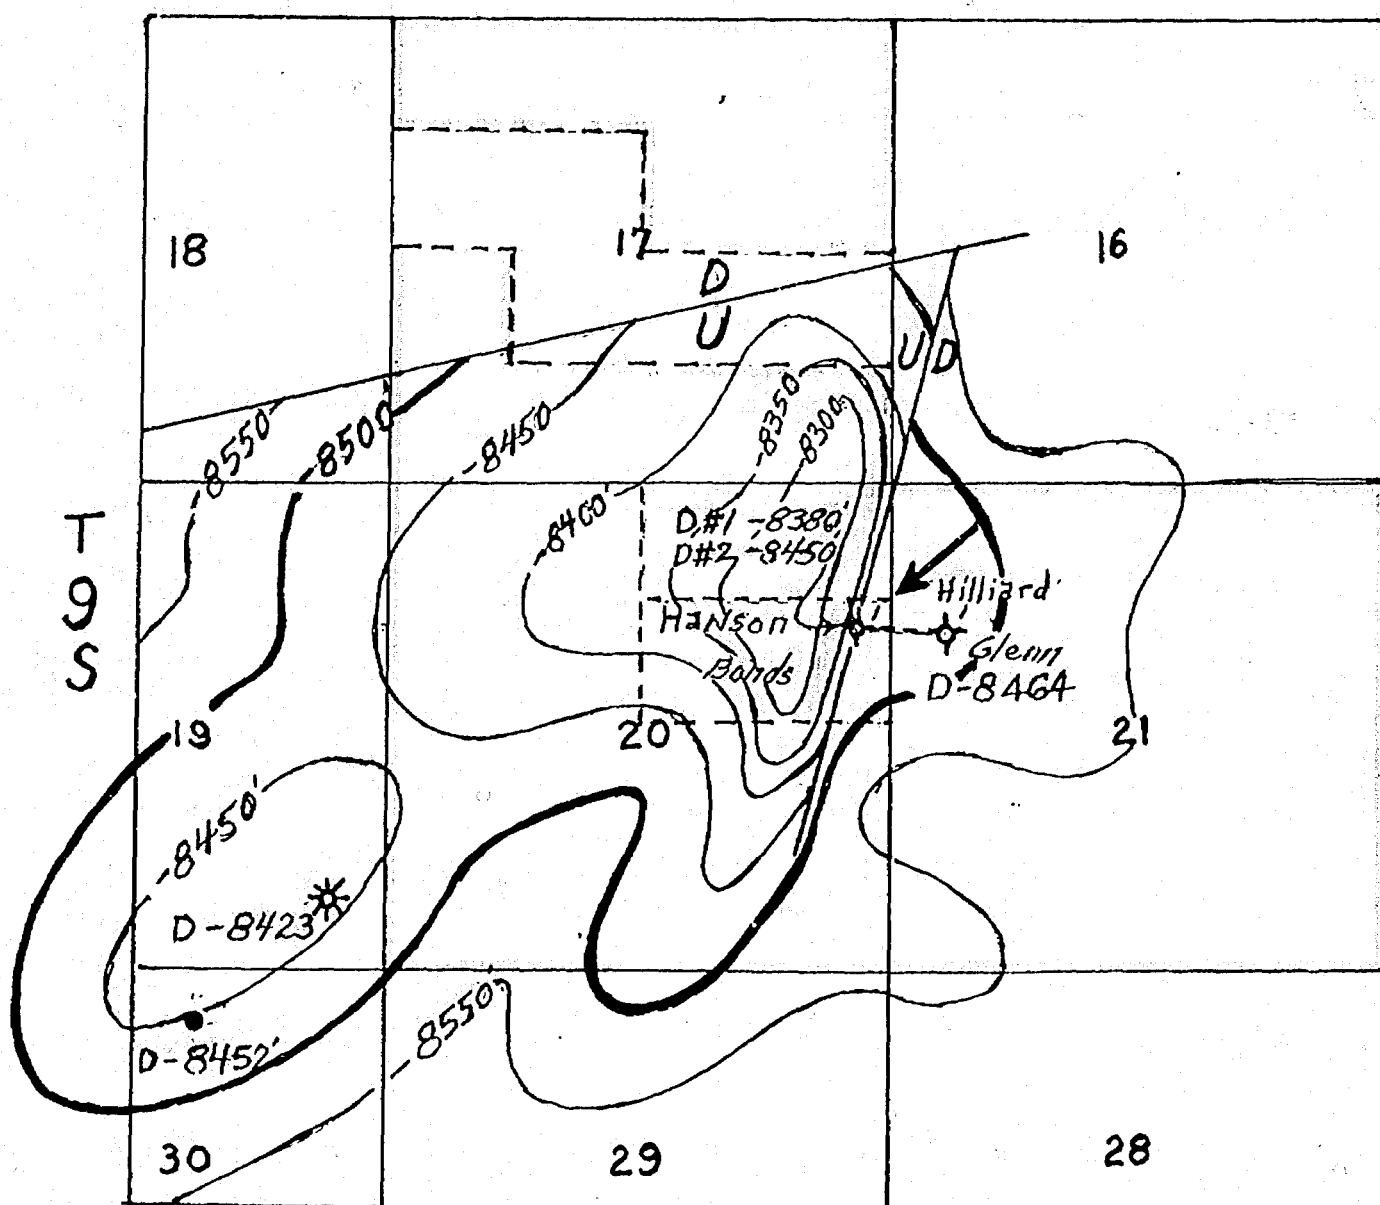 18
17
16
D
U
U D
-8550'
-8500'
-8450
-8350
-8300
-8400'
T
9
S
D,#1 -8380'
D#2 -8450'
Hilliard
Hanson
Glenn
Bonds
D-8464
19
20
21
-8450'
D-8423
D-8452'
-8550'
30
29
28